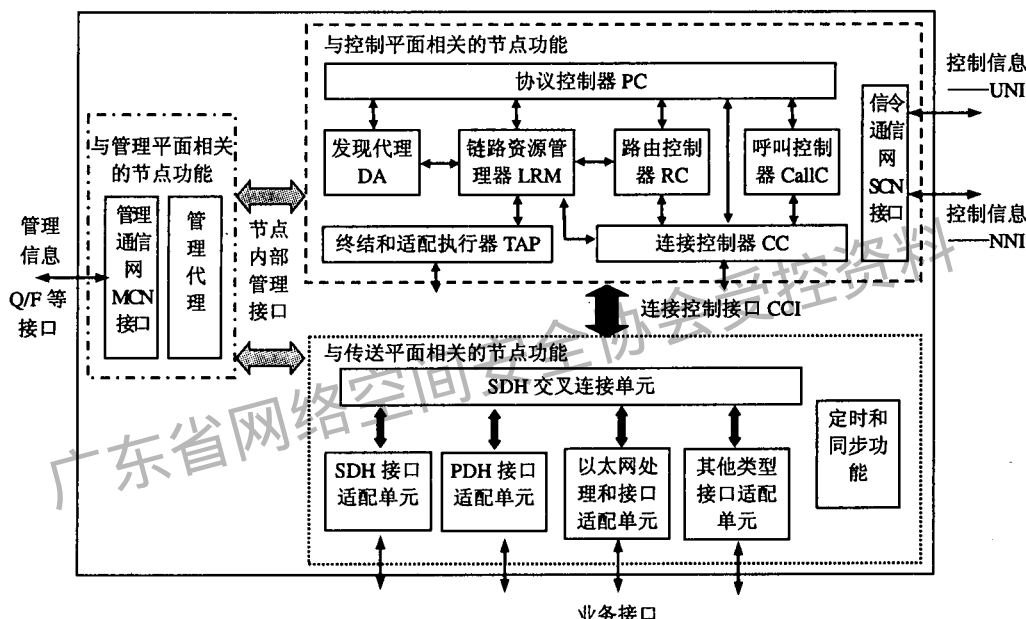 与控制平面相关的节点功能
协议控制器 PC
发现代理
DA
链路资源管
理器 LRM
路由控制
器 RC
呼叫控制
器 CallC
终结和适配执行器 TAP
连接控制器 CC
信令
通信
网
SCN
接口
控制信息
——UNI
控制信息
——NNI
与管理平面相关
的节点功能
管理
通信
网
MCN
接口
管
理
代
理
管理
信息
Q/F 等
接口
节点
内部
管理
接口
连接控制接口 CCI
与传送平面相关的节点功能
SDH 交叉连接单元
SDH 接口
适配单元
PDH 接口
适配单元
以太网处
理和接口
适配单元
其他类型
接口适配
单元
定时和
同步功
能
业务接口
广东省网络空间安全协会受控资料